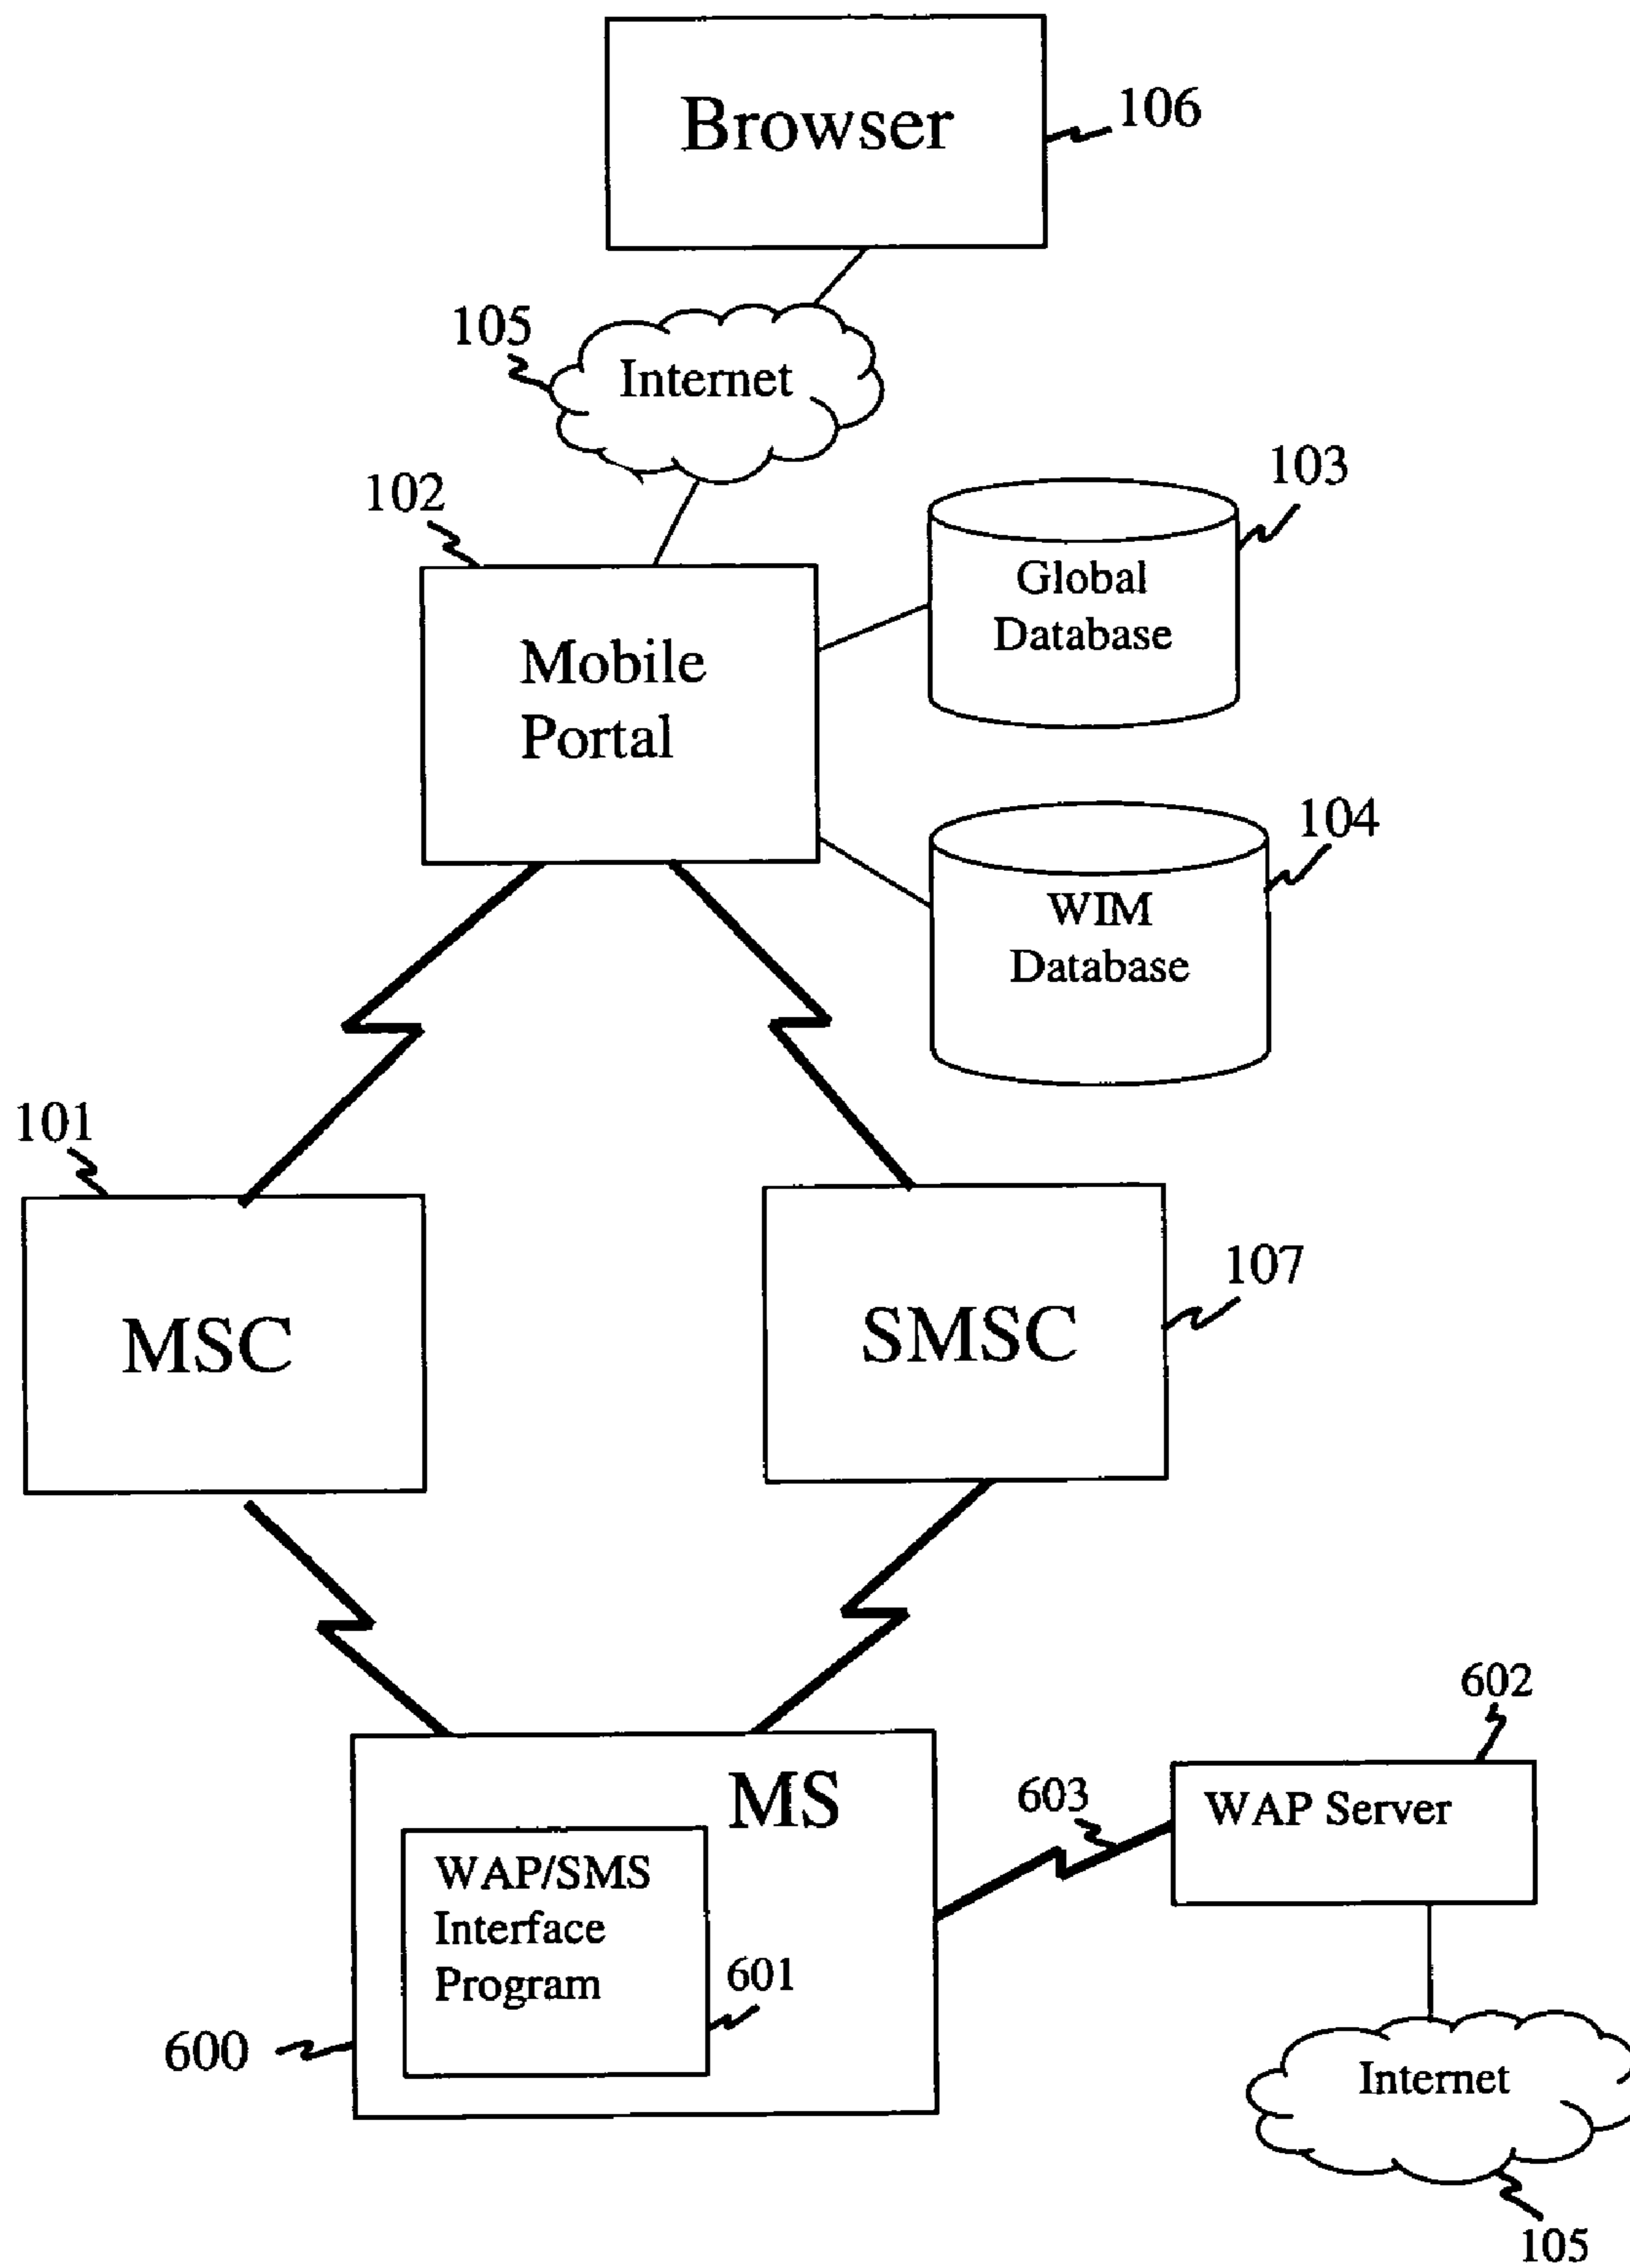 Browser
106
105
Internet
102
103
Global
Database
Mobile
Portal
104
WIM
Database
101
MSC
107
SMSC
602
603
WAP Server
MS
WAP/SMS
Interface
Program
601
600
Internet
105